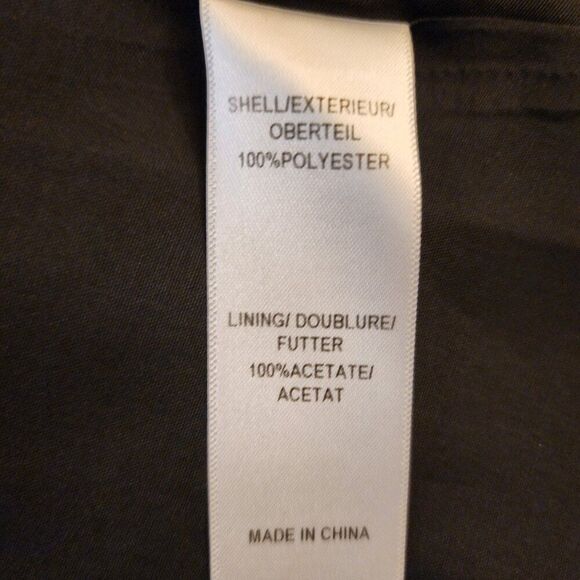 SHELL/EXTERIEUR/
OBERTEIL
100%POLYESTER
LINING/ DOUBLURE/
FUTTER
100%ACETATE/
ACETAT
MADE IN CHINA